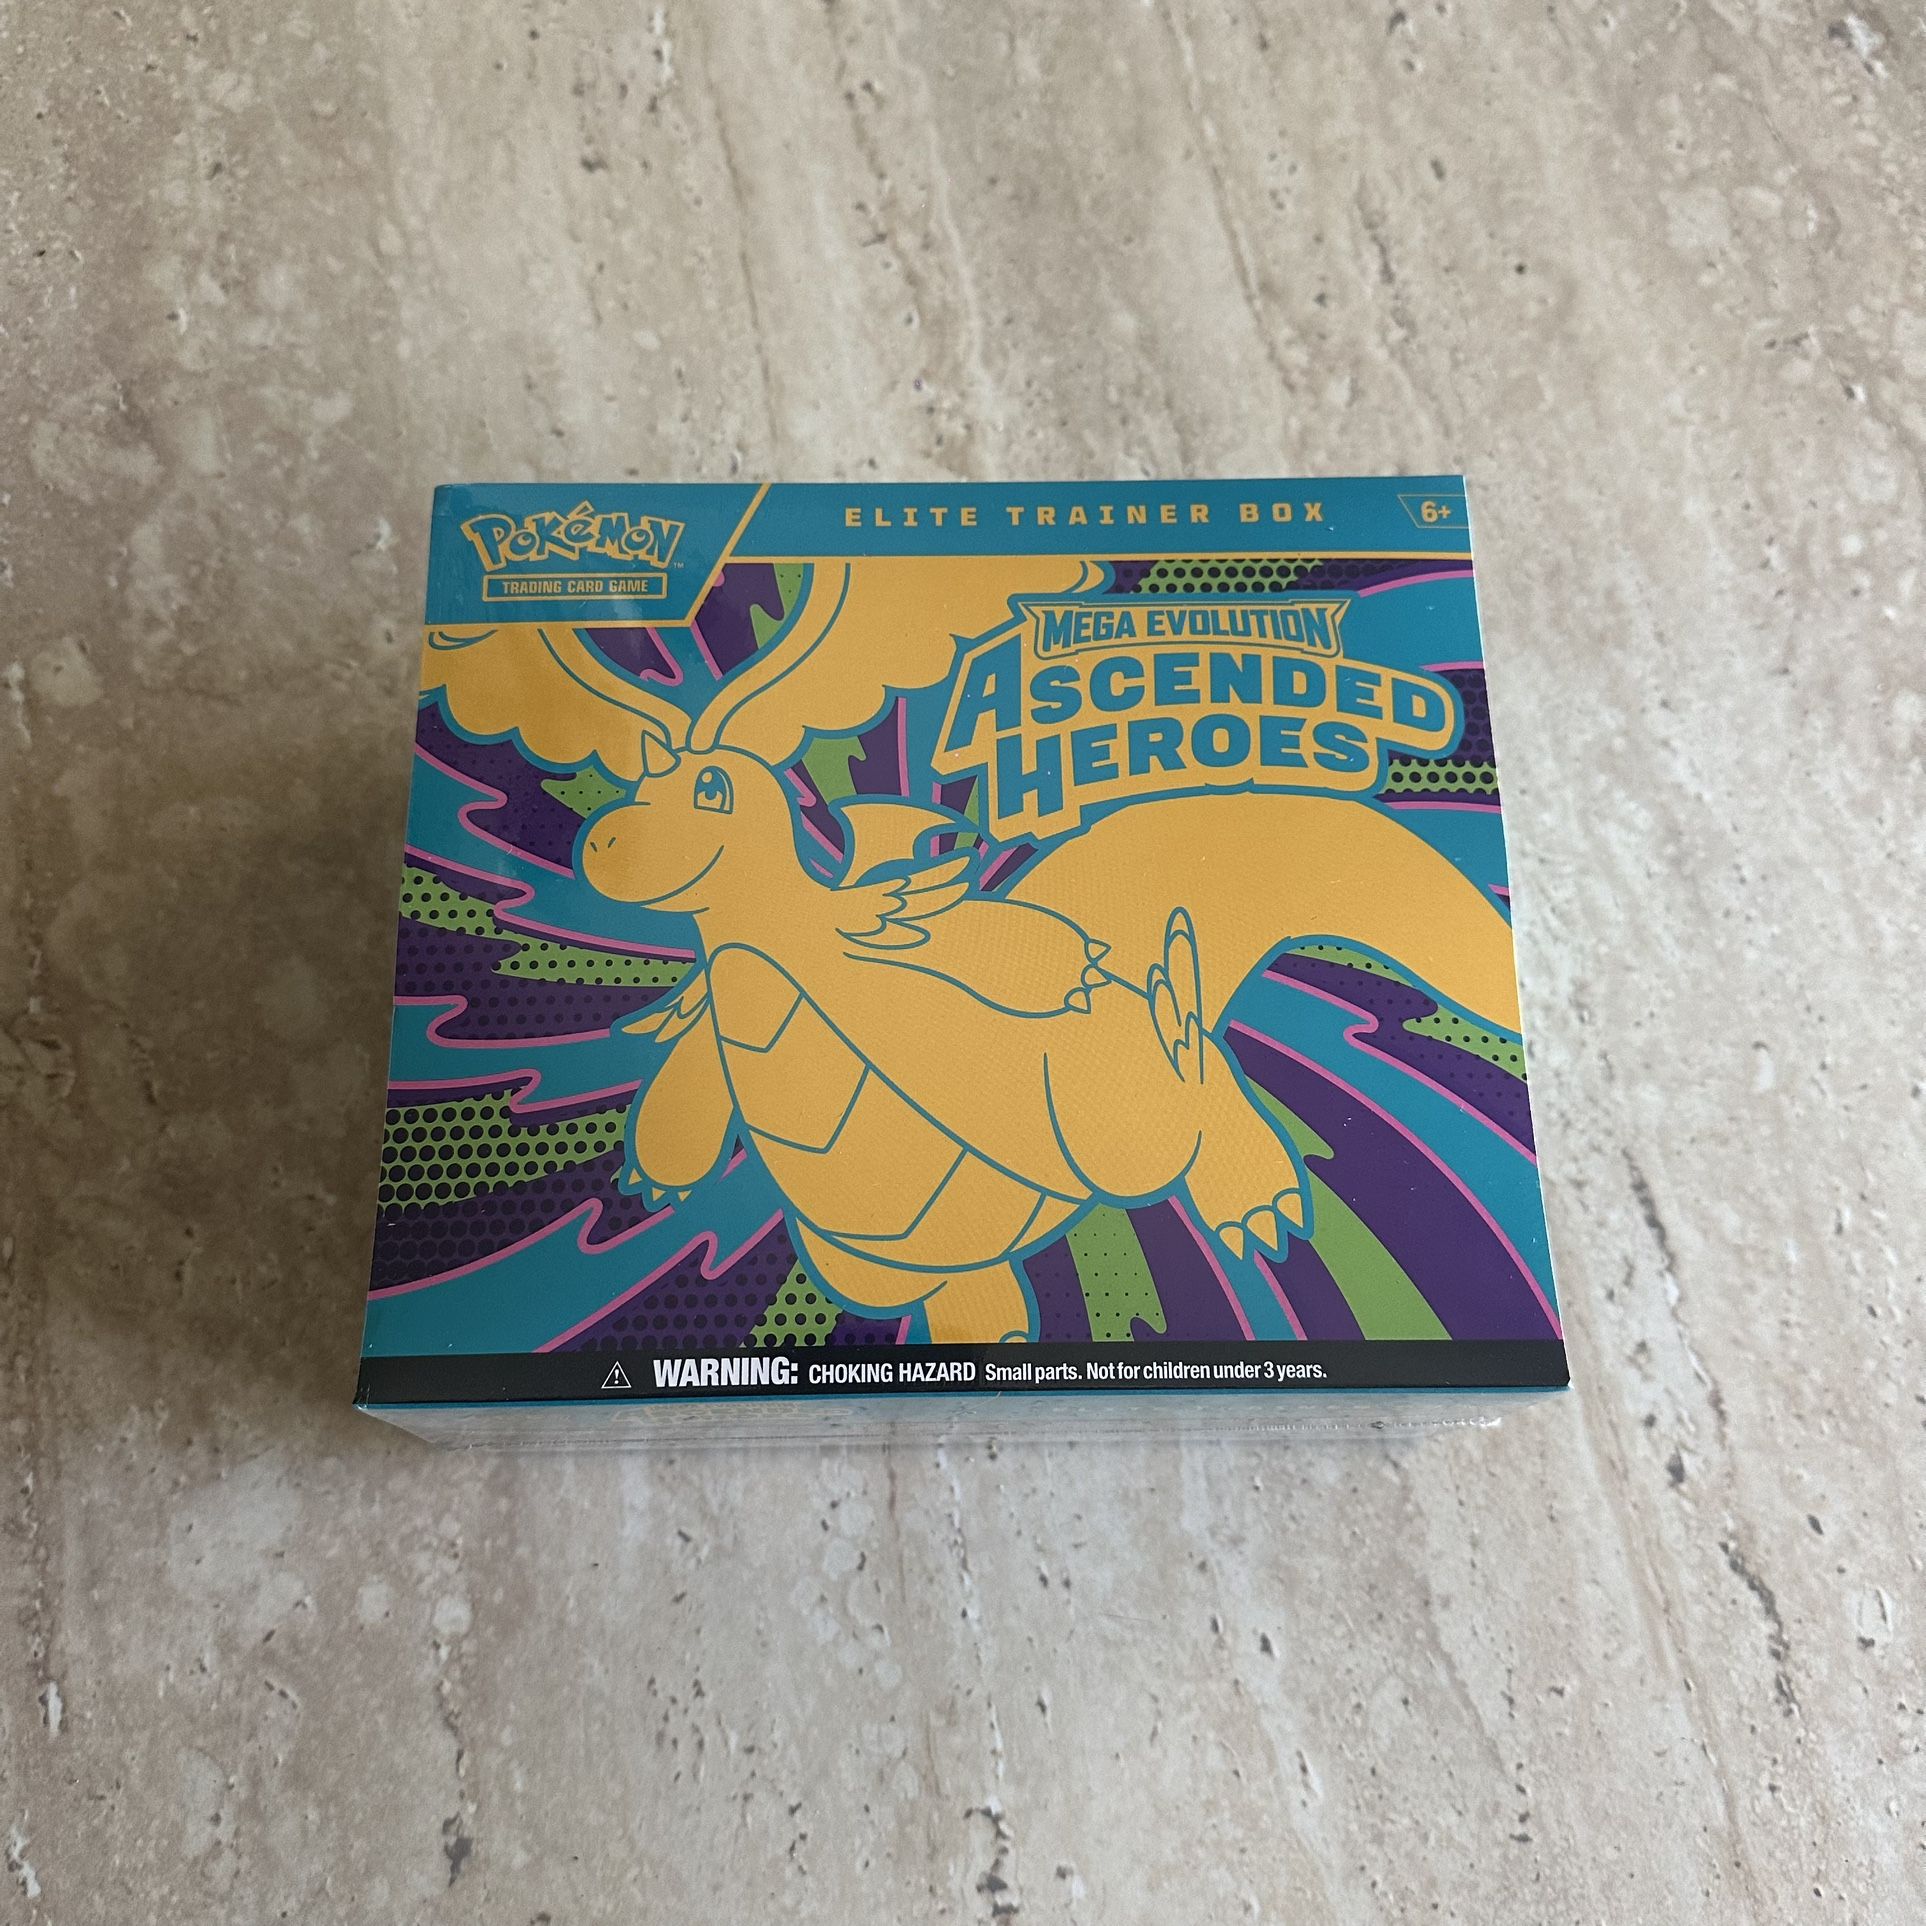 Pokémon™
TRADING CARD GAME
ELITE TRAINER BOX
6+
MEGA EVOLUTION
ASCENDED
HEROES
⚠ WARNING: CHOKING HAZARD Small parts. Not for children under 3 years.